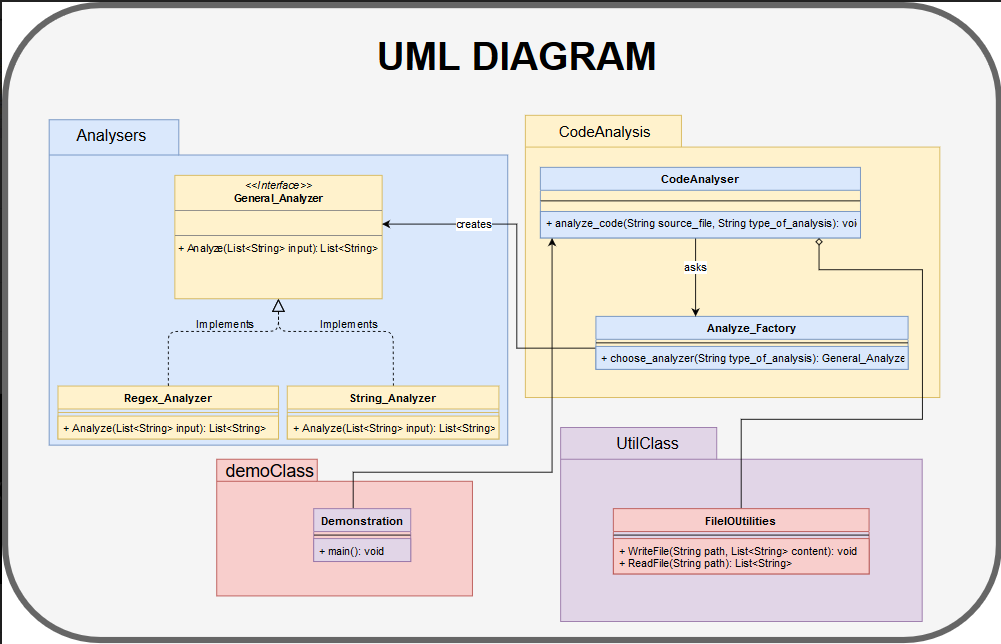 UML DIAGRAM
Analysers
<<Interface>>
General_Analyzer
+ Analyze(List<String> input): List<String>
Implements
Implements
Regex_Analyzer
+ Analyze(List<String> input): List<String>
String_Analyzer
+ Analyze(List<String> input): List<String>
creates
CodeAnalysis
CodeAnalyser
+ analyze_code(String source_file, String type_of_analysis): voi
asks
Analyze_Factory
+ choose_analyzer(String type_of_analysis): General_Analyze
demoClass
Demonstration
+ main(): void
UtilClass
FileIOUtilities
+ WriteFile(String path, List<String> content): void
+ ReadFile(String path): List<String>